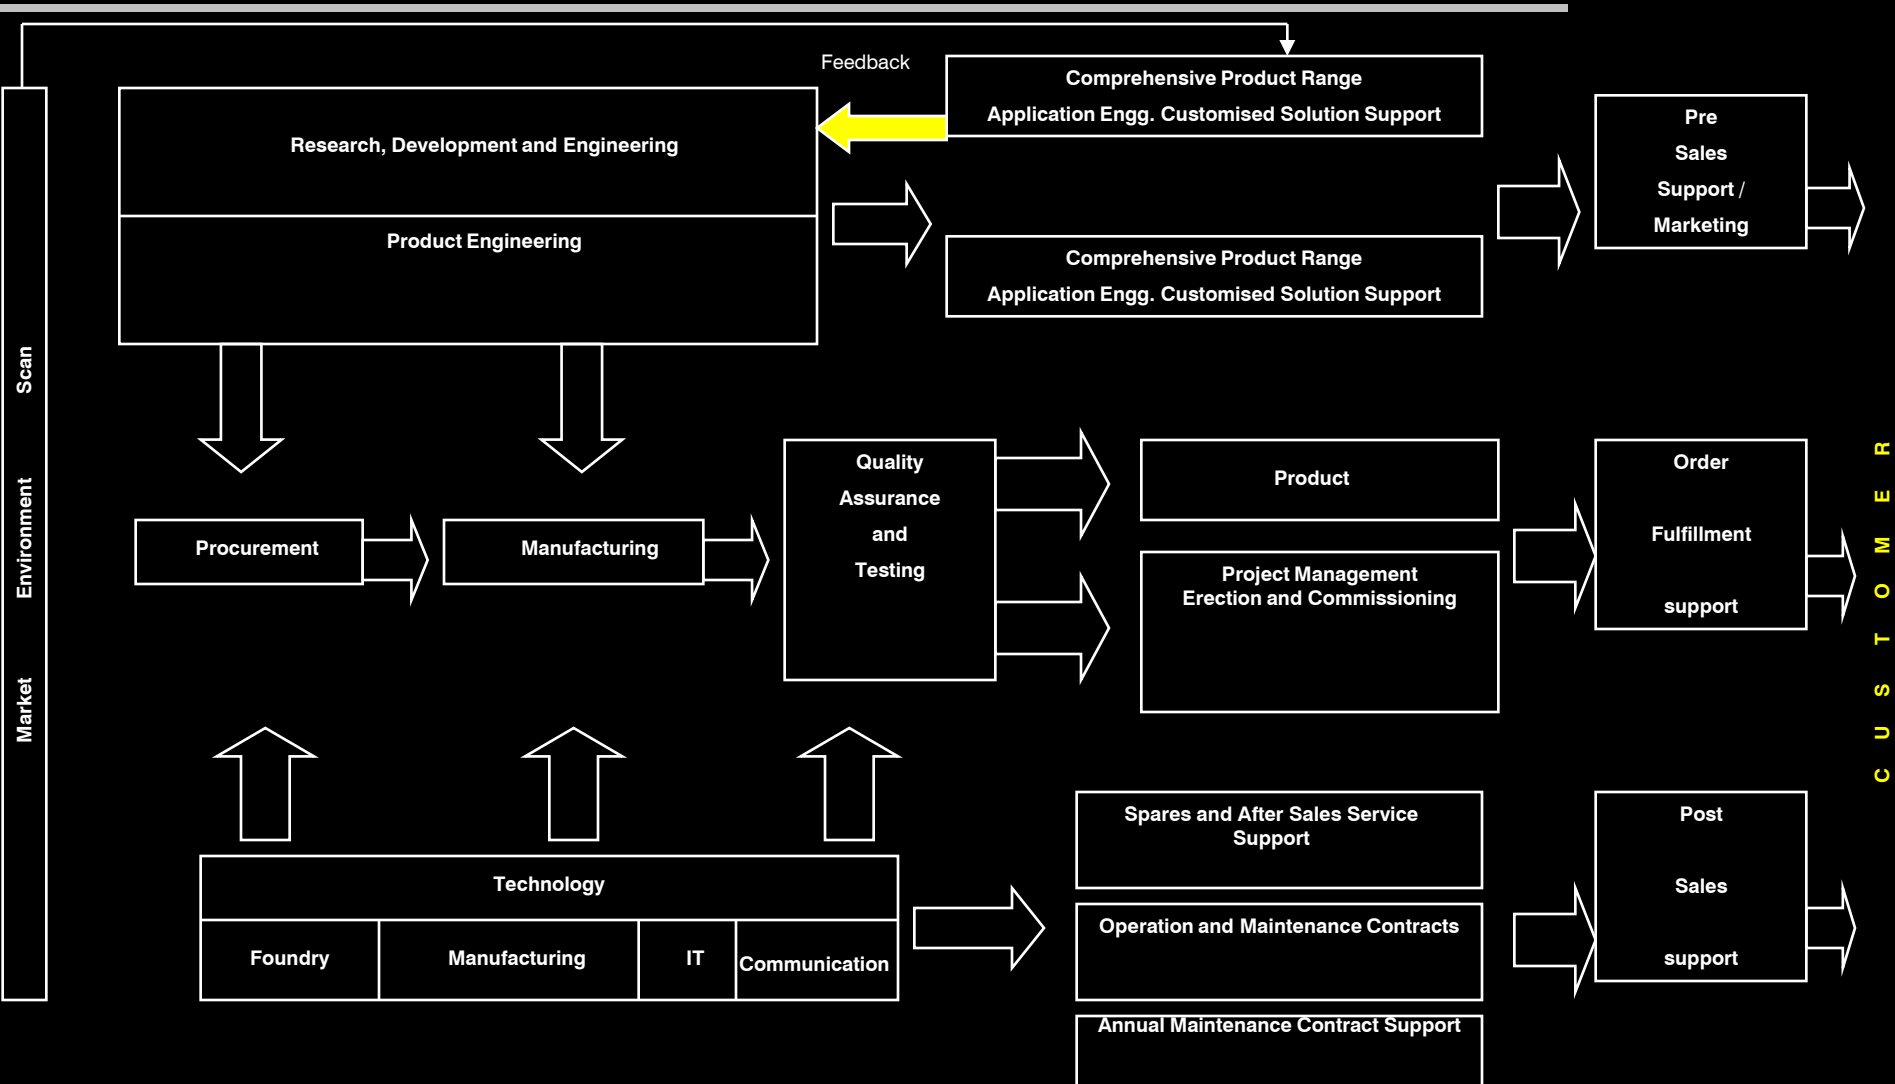 Feedback
Comprehensive Product Range
Application Engg. Customised Solution Support
Research, Development and Engineering
Product Engineering
Comprehensive Product Range
Application Engg. Customised Solution Support
Pre
Sales
Support /
Marketing
Market Environment Scan
Procurement
Manufacturing
Quality
Assurance
and
Testing
Product
Project Management
Erection and Commissioning
Order
Fulfillment
support
C U S T O M E R
Technology
Foundry
Manufacturing
IT
Communication
Spares and After Sales Service
Support
Operation and Maintenance Contracts
Annual Maintenance Contract Support
Post
Sales
support